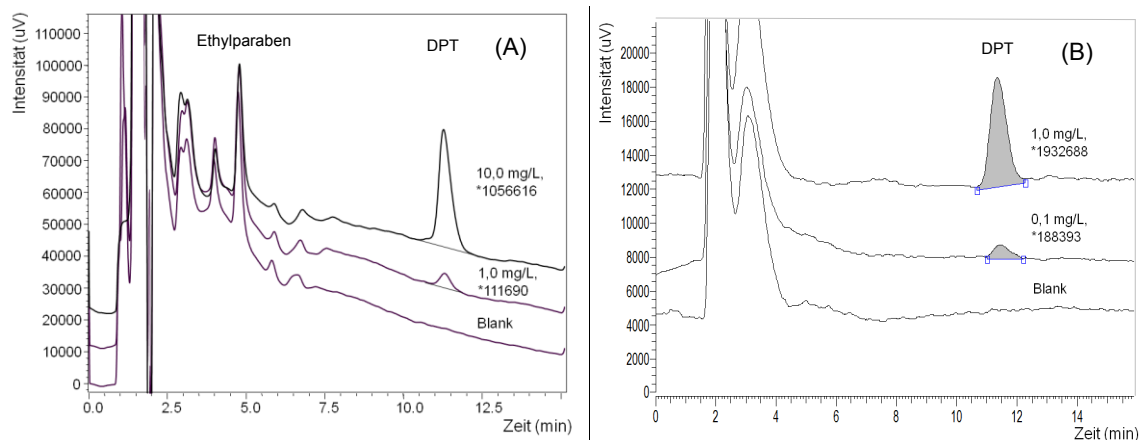 Intensität (uV)
Ethylparaben
DPT
(A)
110000
100000
90000
80000
70000
60000
50000
40000
30000
20000
10000
0
10,0 mg/L,
*1056616
1,0 mg/L,
*111690
Blank
0.0 2.5 5.0 7.5 10.0 12.5
Zeit (min)
Intensität (uV)
DPT
(B)
20000
18000
16000
14000
12000
10000
8000
6000
4000
2000
0
1,0 mg/L,
*1932688
0,1 mg/L,
*188393
Blank
0 2 4 6 8 10 12 14
Zeit (min)